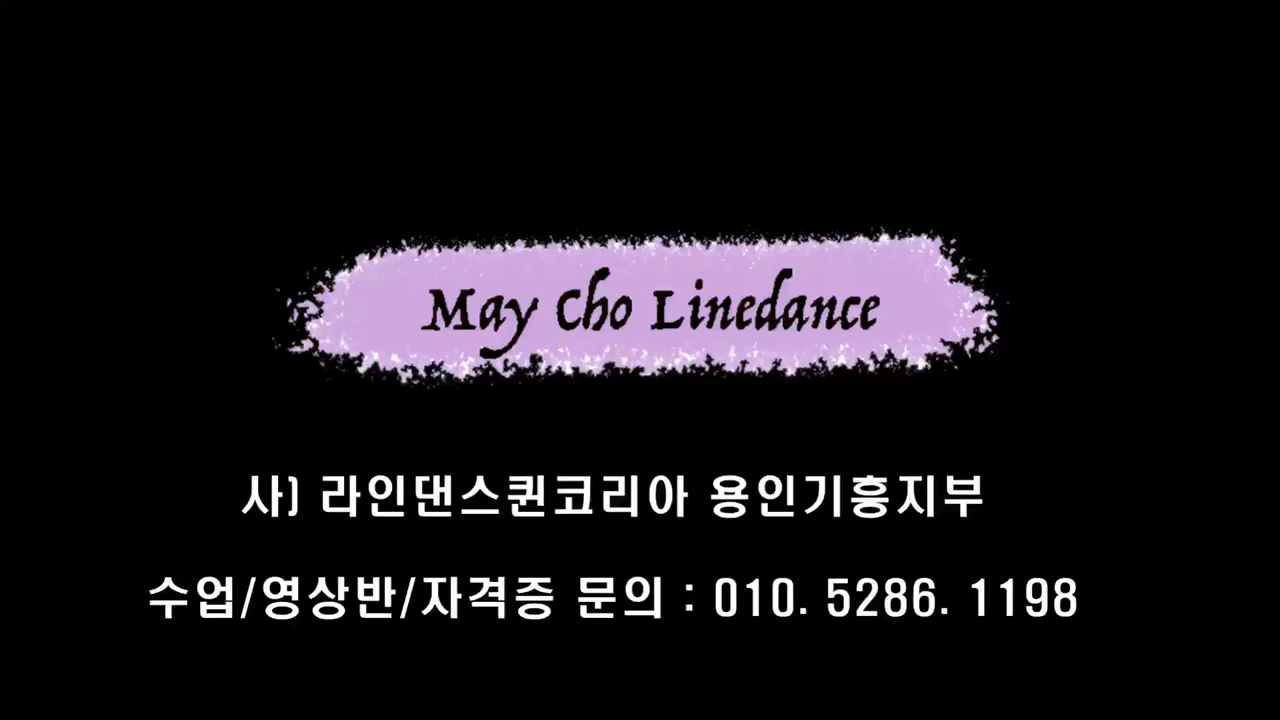 May Cho Linedance
사) 라인댄스퀸코리아 용인기흥지부
수업/영상반/자격증 문의 : 010. 5286. 1198